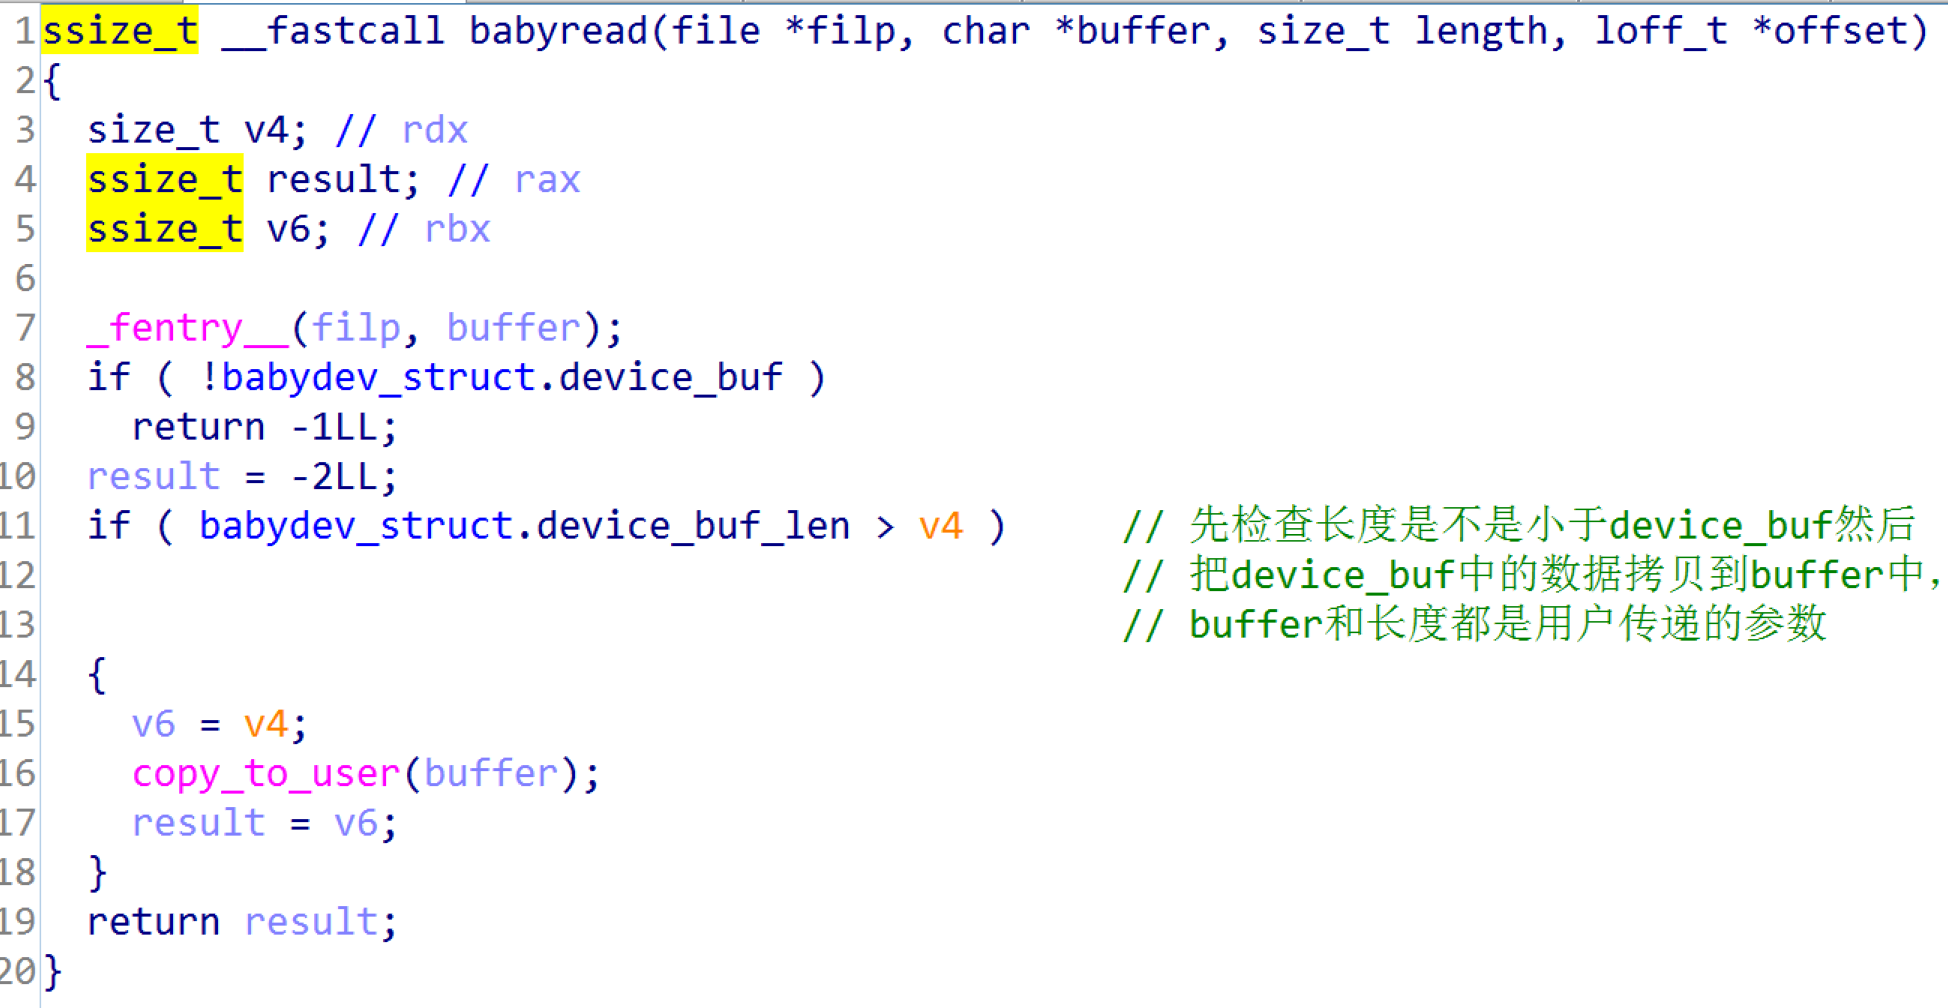 1 ssize_t __fastcall babyread(file *filp, char *buffer, size_t length, loff_t *offset)
2 {
3   size_t v4; // rdx
4   ssize_t result; // rax
5   ssize_t v6; // rbx
6
7   _fentry__(filp, buffer);
8   if ( !babydev_struct.device_buf )
9     return -1LL;
10   result = -2LL;
11   if ( babydev_struct.device_buf_len > v4 )     // 先检查长度是不是小于device_buf然后
12                                                 // 把device_buf中的数据拷贝到buffer中，
13                                                 // buffer和长度都是用户传递的参数
14   {
15     v6 = v4;
16     copy_to_user(buffer);
17     result = v6;
18   }
19   return result;
20 }